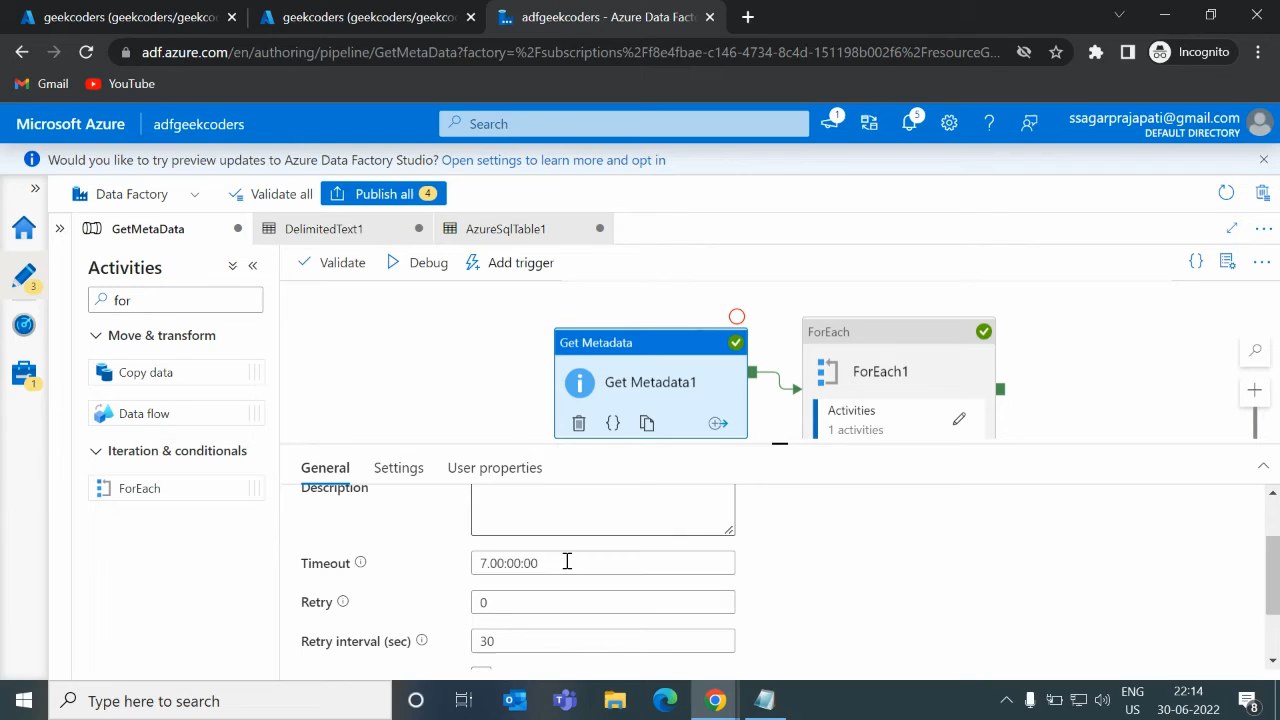 geekcoders (geekcoders/geekco
geekcoders (geekcoders/geekco
adfgeekcoders - Azure Data Fact
adf.azure.com/en/authoring/pipeline/GetMetaData?factory=%2Fsubscriptions%2Ff8e4fbae-c146-4734-8c4d-151198b002f6%2FresourceG...
Incognito
Gmail
YouTube
Microsoft Azure
adfgeekcoders
Search
1
5
ssagarprajapati@gmail.com
DEFAULT DIRECTORY
Would you like to try preview updates to Azure Data Factory Studio? Open settings to learn more and opt in
Data Factory
Validate all
Publish all 4
GetMetaData
DelimitedText1
AzureSqlTable1
3
1
Activities
for
Move & transform
Copy data
Data flow
Iteration & conditionals
ForEach
Validate
Debug
Add trigger
{}
Get Metadata
Get Metadata1
{}
ForEach
ForEach1
Activities
1 activities
General
Settings
User properties
Description
Timeout
7.00:00:00
Retry
0
Retry interval (sec)
30
Type here to search
ENG
US
22:14
30-06-2022
8